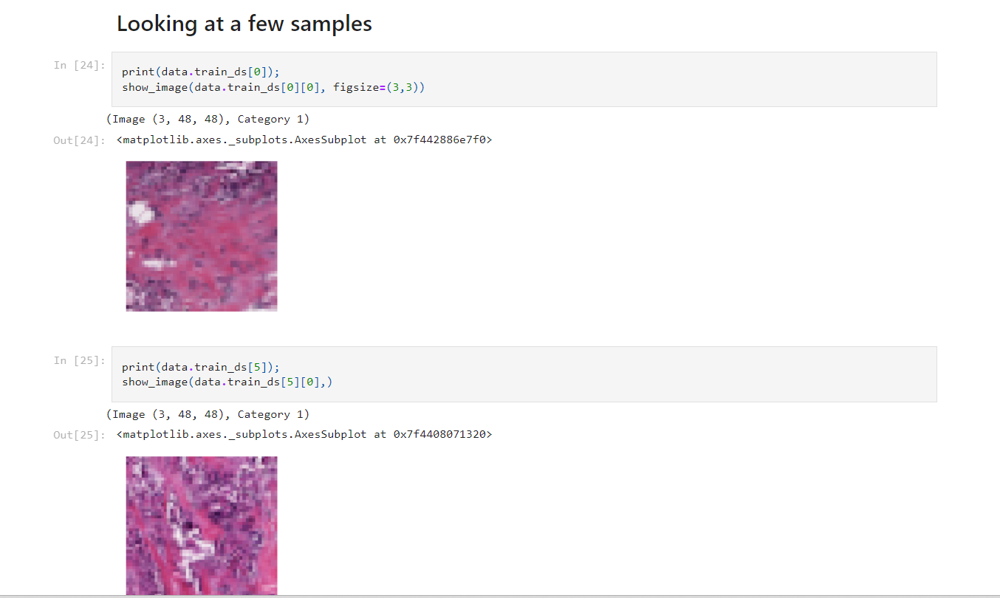 Looking at a few samples
In [24]:
print(data.train_ds[0]);
show_image(data.train_ds[0][0], figsize=(3,3))
(Image (3, 48, 48), Category 1)
Out[24]: <matplotlib.axes._subplots.AxesSubplot at 0x7f442886e7f0>
In [25]:
print(data.train_ds[5]);
show_image(data.train_ds[5][0],)
(Image (3, 48, 48), Category 1)
Out[25]: <matplotlib.axes._subplots.AxesSubplot at 0x7f4408071320>